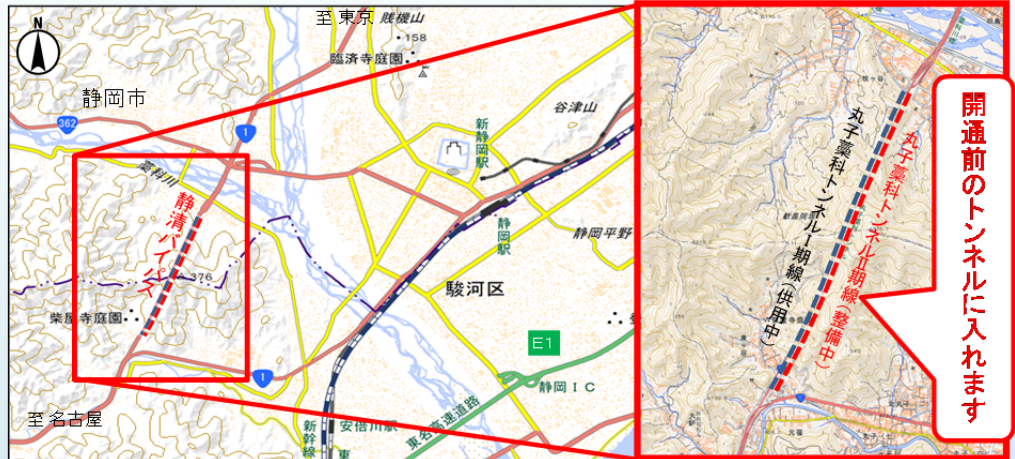 N
至 東京
賤機山
158
臨済寺庭園
静岡市
谷津山
362
1
新静岡駅
藁科川
静清バイパス
静岡駅
静岡平野
376
駿河区
柴屋寺庭園
E1
1
静岡ＩＣ
至 名古屋
新幹線
安倍川駅
東名高速道路
東
丸子藁科トンネルⅠ期線（供用中）
丸子藁科トンネルⅡ期線（整備中）
開通前のトンネルに入れます